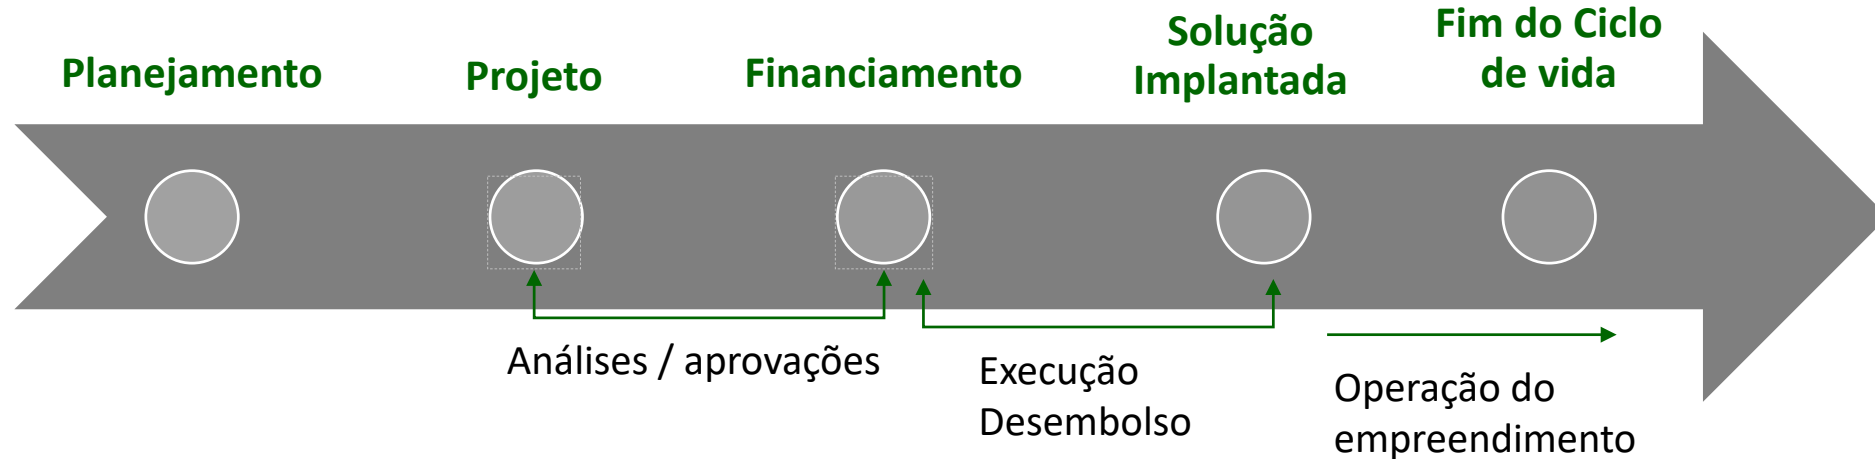 Planejamento
Projeto
Financiamento
Solução
Implantada
Fim do Ciclo
de vida
Análises / aprovações
Execução
Desembolso
Operação do
empreendimento